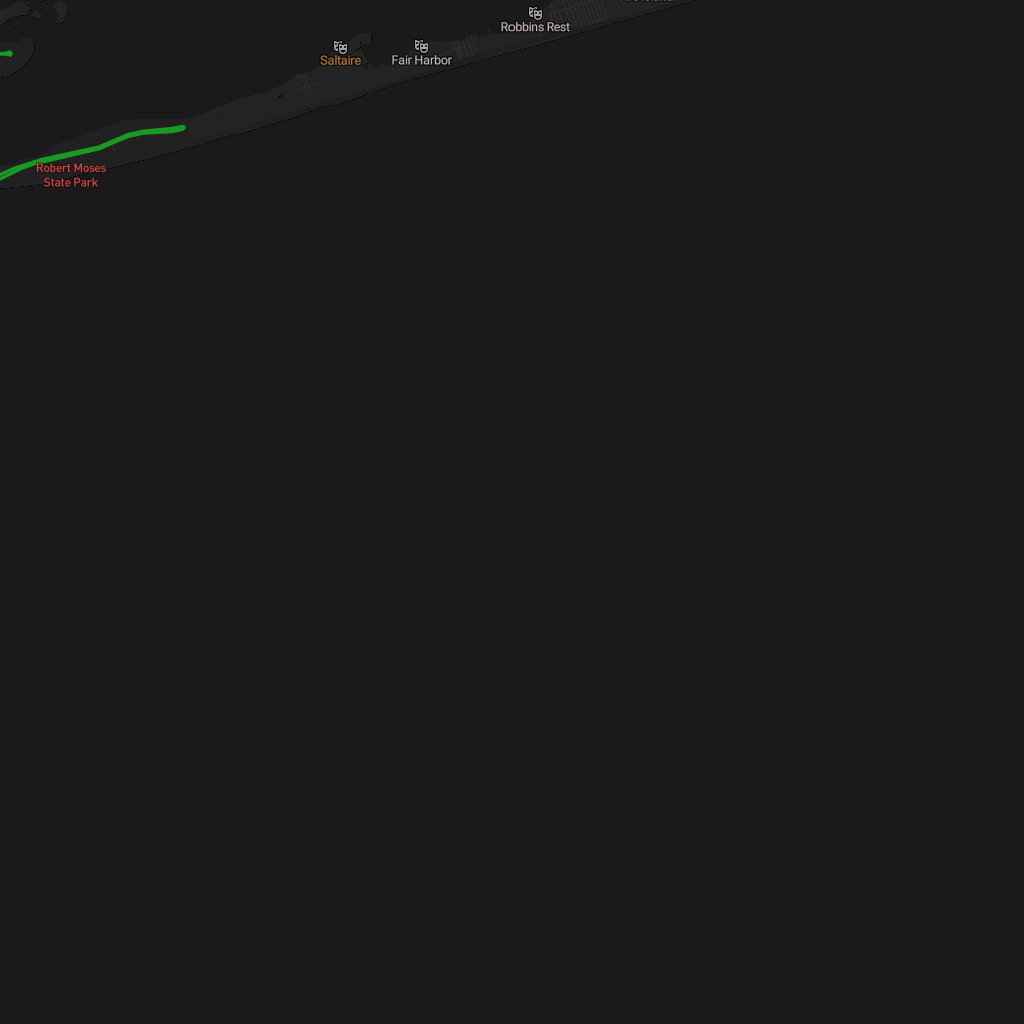 Robbins Rest
Saltaire
Fair Harbor
Robert Moses
State Park